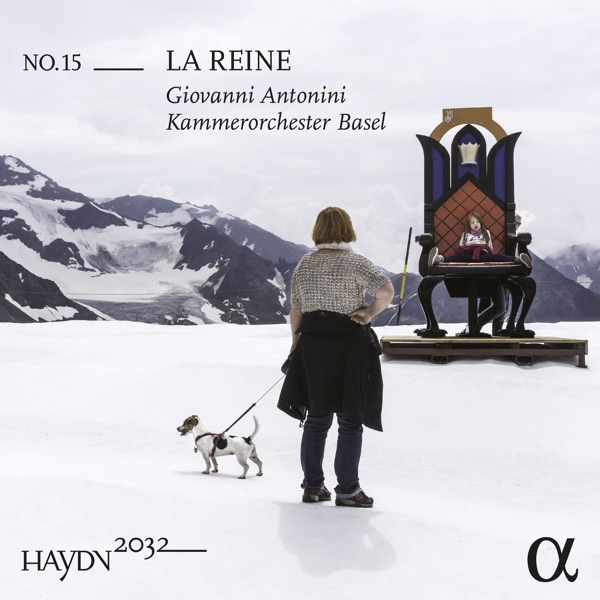 NO.15 LA REINE
Giovanni Antonini
Kammerorchester Basel
HAYDN2032
α